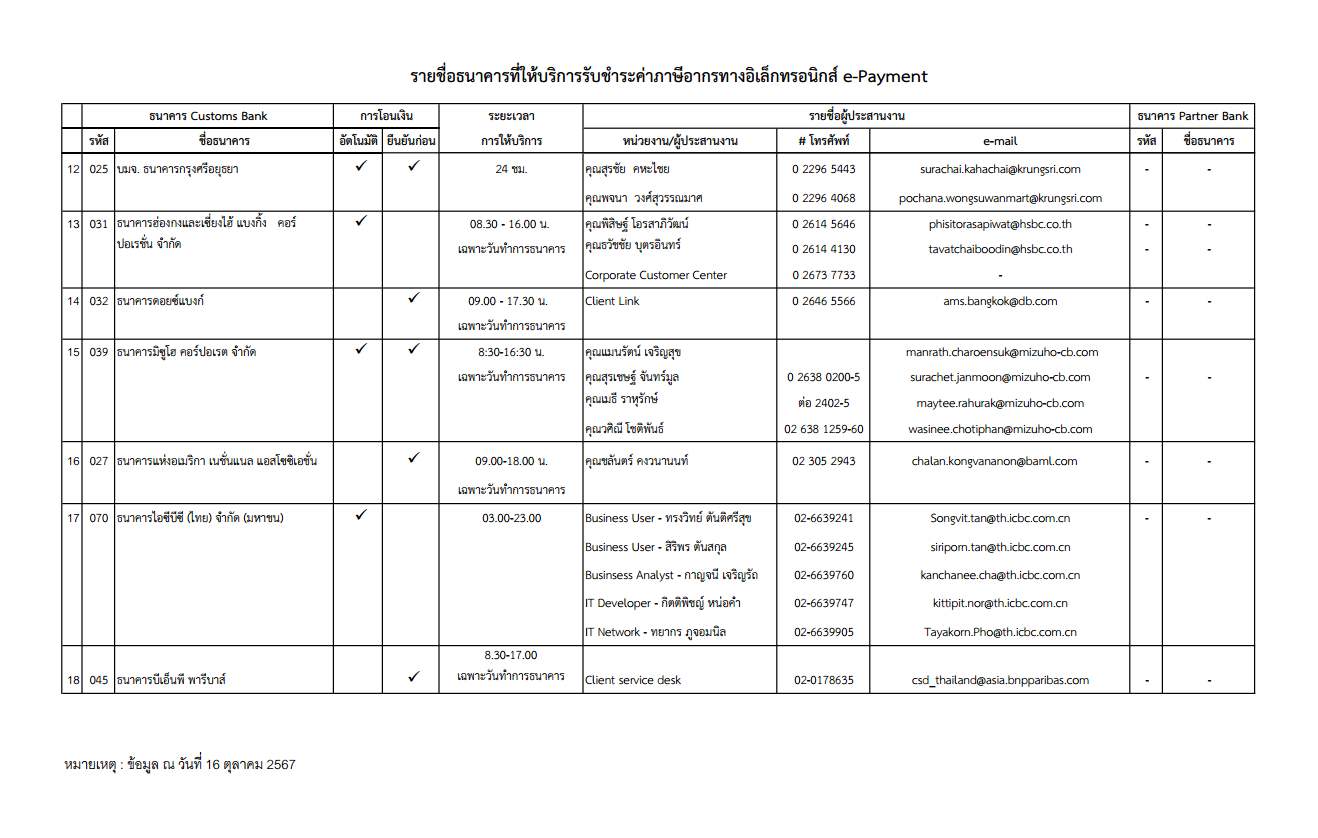 รายชื่อธนาคารที่ให้บริการรับชำระค่าภาษีอากรทางอิเล็กทรอนิกส์ e-Payment
ธนาคาร Customs Bank การโอนเงิน ระยะเวลา รายชื่อผู้ประสานงาน ธนาคาร Partner Bank
รหัส ชื่อธนาคาร อัตโนมัติ ยืนยันก่อน การให้บริการ หน่วยงาน/ผู้ประสานงาน # โทรศัพท์ e-mail รหัส ชื่อธนาคาร
12 025 บมจ. ธนาคารกรุงศรีอยุธยา ✓ ✓ 24 ชม. คุณสุรชัย คหะไชย 0 2296 5443 surachai.kahachai@krungsri.com - -
คุณพจนา วงศ์สุวรรณมาศ 0 2296 4068 pochana.wongsuwanmart@krungsri.com
13 031 ธนาคารฮ่องกงและเซี่ยงไฮ้ แบงกิ้ง คอร์ ✓ 08.30 - 16.00 น. คุณพิสิษฐ์ โอรสาภิวัฒน์ 0 2614 5646 phisitorasapiwat@hsbc.co.th - -
ปอเรชั่น จำกัด เฉพาะวันทำการธนาคาร คุณธวัชชัย บุตรอินทร์ 0 2614 4130 tavatchaiboodin@hsbc.co.th - -
Corporate Customer Center 0 2673 7733 -
14 032 ธนาคารดอยซ์แบงก์ ✓ 09.00 - 17.30 น. Client Link 0 2646 5566 ams.bangkok@db.com - -
เฉพาะวันทำการธนาคาร
15 039 ธนาคารมิซูโฮ คอร์ปอเรต จำกัด ✓ ✓ 8:30-16:30 น. คุณแมนรัตน์ เจริญสุข manrath.charoensuk@mizuho-cb.com
เฉพาะวันทำการธนาคาร คุณสุรเชษฐ์ จันทร์มูล 0 2638 0200-5 surachet.janmoon@mizuho-cb.com - -
คุณเมธี ราหุรักษ์ ต่อ 2402-5 maytee.rahurak@mizuho-cb.com
คุณวศิณี โชติพันธ์ 02 638 1259-60 wasinee.chotiphan@mizuho-cb.com
16 027 ธนาคารแห่งอเมริกา เนชั่นแนล แอสโซซิเอชั่น ✓ 09.00-18.00 น. คุณชลันตร์ คงวนานนท์ 02 305 2943 chalan.kongvananon@baml.com - -
เฉพาะวันทำการธนาคาร
17 070 ธนาคารไอซีบีซี (ไทย) จำกัด (มหาชน) ✓ 03.00-23.00 Business User - ทรงวิทย์ ตันติศรีสุข 02-6639241 Songvit.tan@th.icbc.com.cn - -
Business User - สิริพร ตันสกุล 02-6639245 siriporn.tan@th.icbc.com.cn
Businsess Analyst - กาญจนี เจริญรัถ 02-6639760 kanchanee.cha@th.icbc.com.cn
IT Developer - กิตติพิชญ์ หน่อคำ 02-6639747 kittipit.nor@th.icbc.com.cn
IT Network - ทยากร ภูจอมนิล 02-6639905 Tayakorn.Pho@th.icbc.com.cn
8.30-17.00
เฉพาะวันทำการธนาคาร
18 045 ธนาคารบีเอ็นพี พารีบาส์ ✓ Client service desk 02-0178635 csd_thailand@asia.bnpparibas.com - -
หมายเหตุ : ข้อมูล ณ วันที่ 16 ตุลาคม 2567